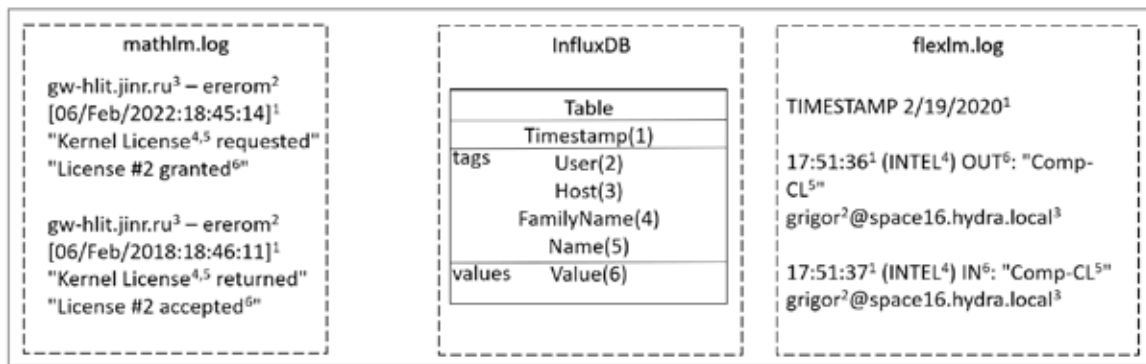 mathlm.log
gw-hlit.jinr.ru³ – ererom²
[06/Feb/2022:18:45:14]¹
"Kernel License⁴,⁵ requested"
"License #2 granted⁶"
gw-hlit.jinr.ru³ – ererom²
[06/Feb/2018:18:46:11]¹
"Kernel License⁴,⁵ returned"
"License #2 accepted⁶"
InfluxDB
Table
Timestamp(1)
tags
User(2)
Host(3)
FamilyName(4)
Name(5)
values
Value(6)
flexlm.log
TIMESTAMP 2/19/2020¹
17:51:36¹ (INTEL⁴) OUT⁶: "Comp-
CL⁵"
grigor²@space16.hydra.local³
17:51:37¹ (INTEL⁴) IN⁶: "Comp-CL⁵"
grigor²@space16.hydra.local³